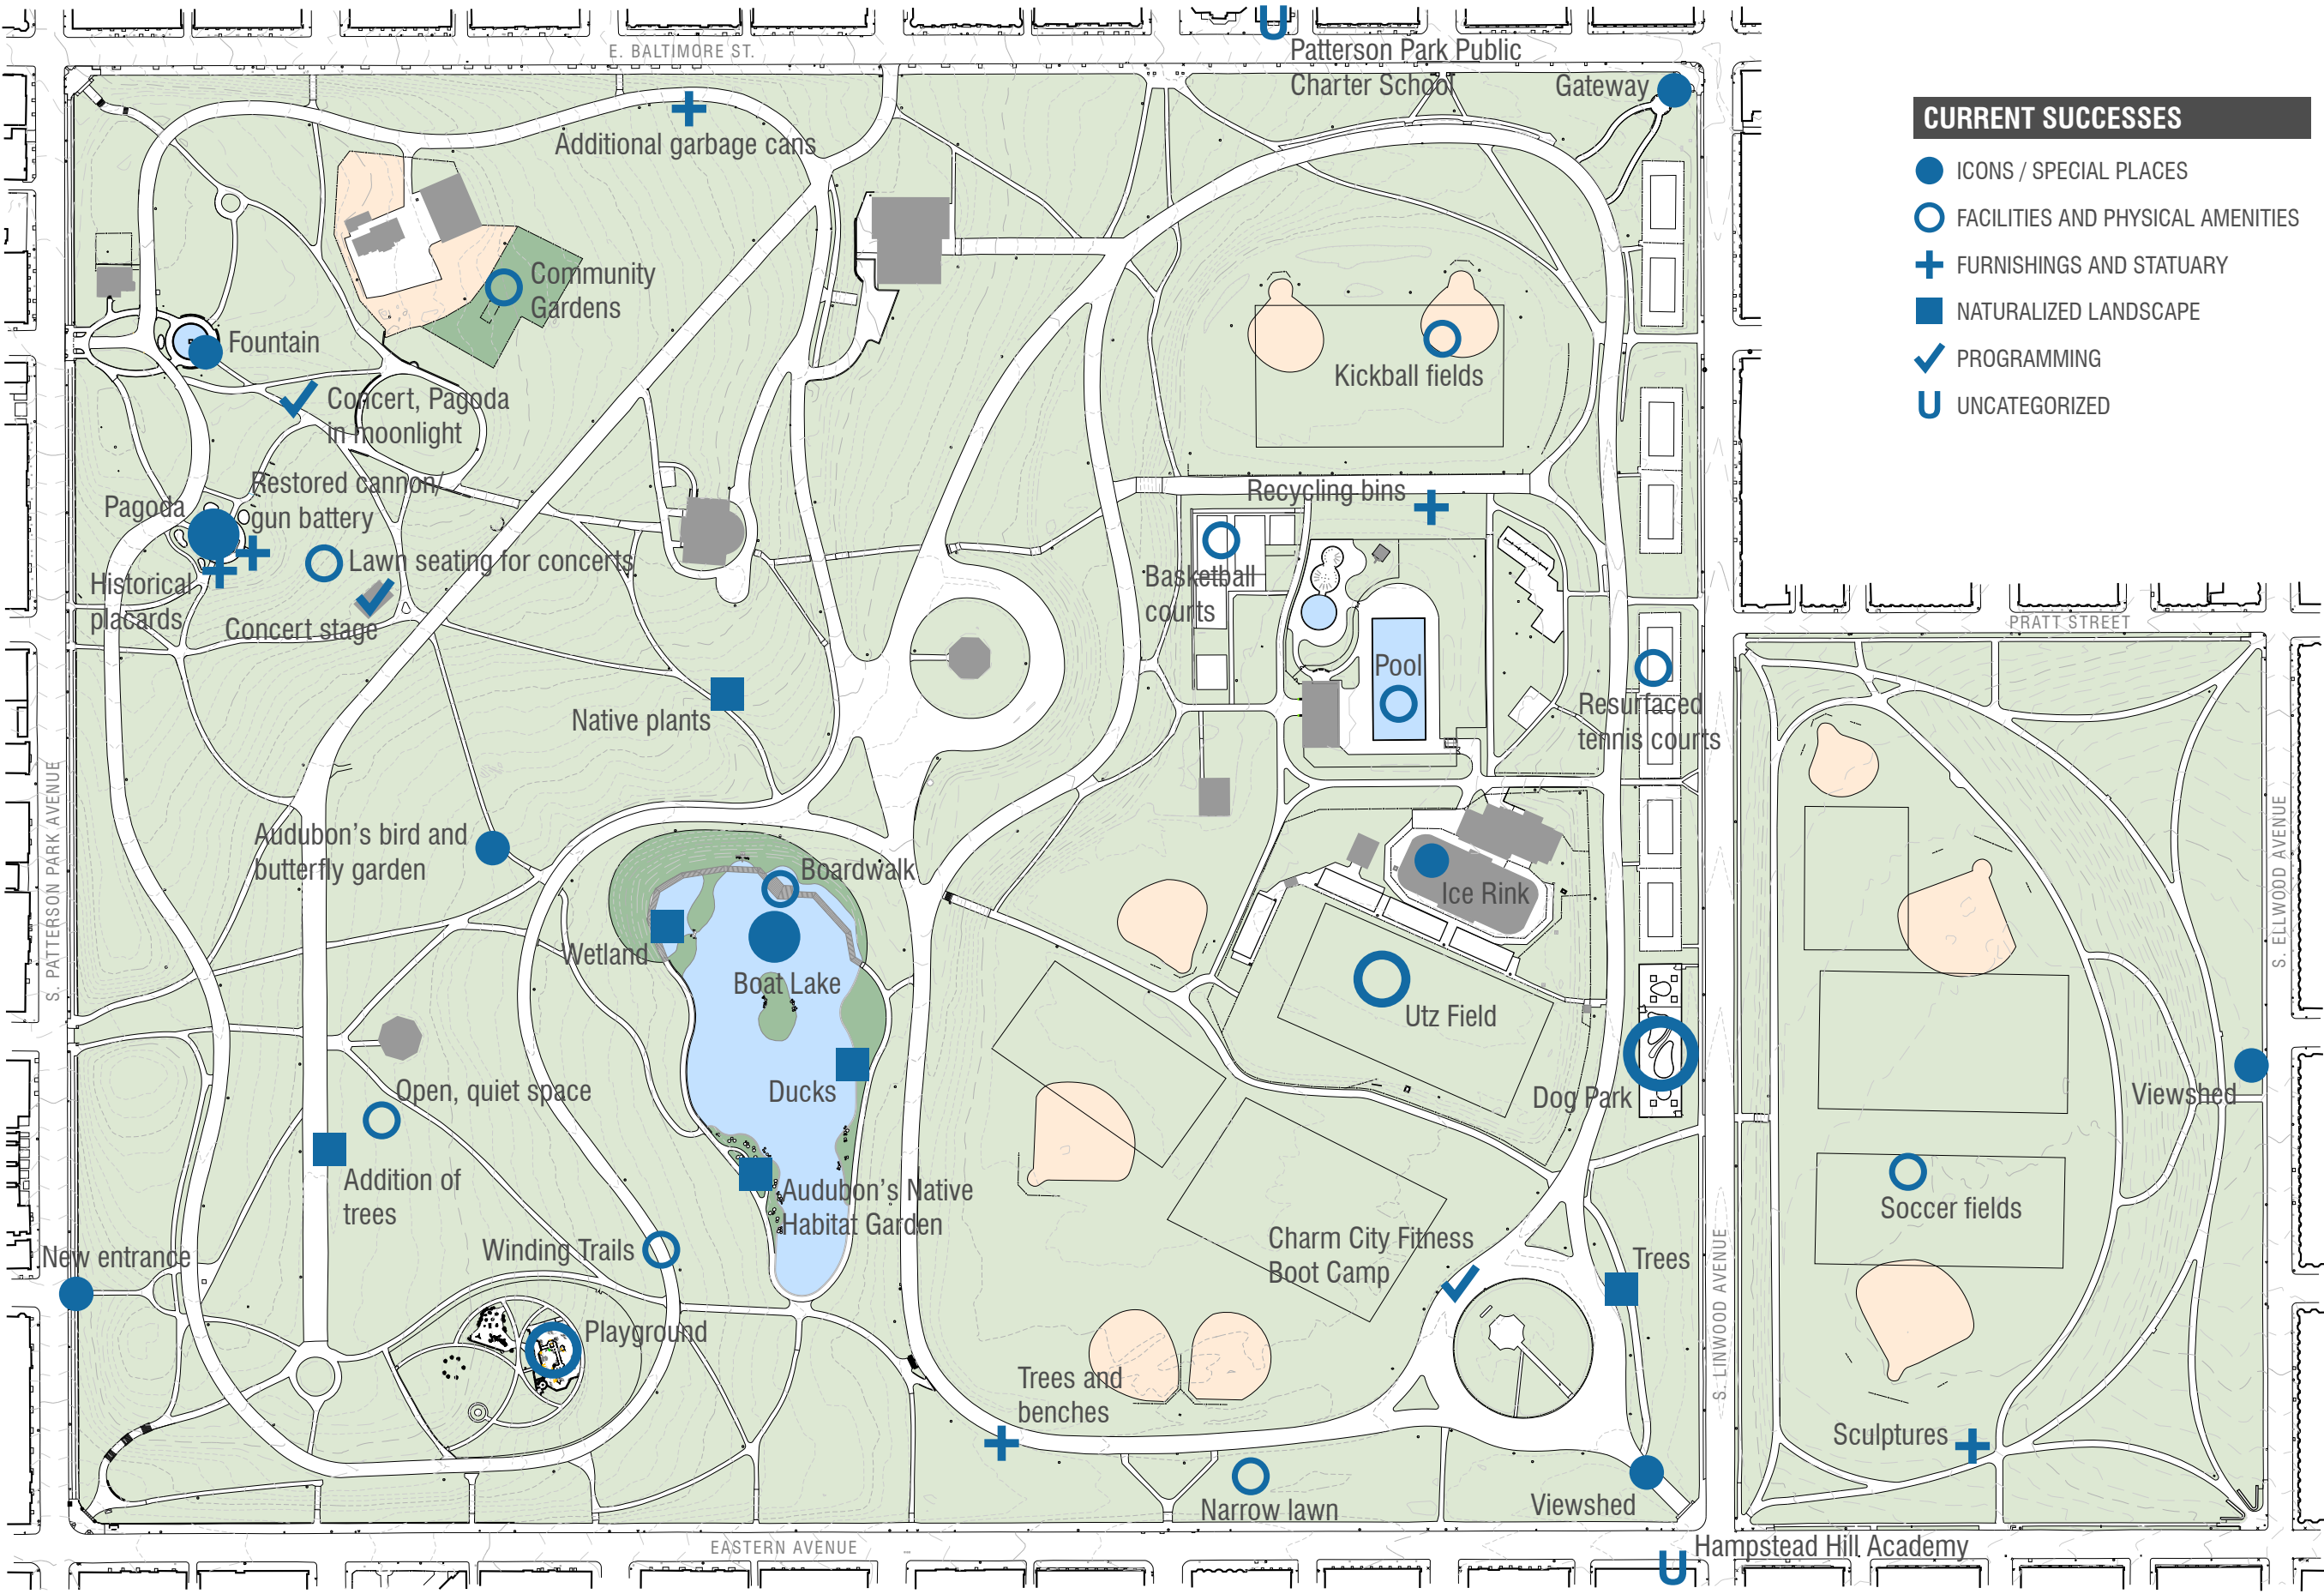 E. BALTIMORE ST.
Patterson Park Public
Charter School
Gateway
CURRENT SUCCESSES
ICONS / SPECIAL PLACES
FACILITIES AND PHYSICAL AMENITIES
FURNISHINGS AND STATUARY
NATURALIZED LANDSCAPE
PROGRAMMING
U UNCATEGORIZED
U
Additional garbage cans
Community
Gardens
Fountain
Concert, Pagoda
in moonlight
Kickball fields
Restored cannon/
gun battery
Pagoda
Recycling bins
Lawn seating for concerts
Historical
placards
Concert stage
Basketball
courts
PRATT STREET
Pool
Native plants
Resurfaced
tennis courts
S. PATTERSON PARK AVENUE
S. ELLWOOD AVENUE
Audubon's bird and
butterfly garden
Boardwalk
Ice Rink
Wetland
Boat Lake
Utz Field
Ducks
Open, quiet space
Dog Park
Viewshed
Addition of
trees
Audubon's Native
Habitat Garden
Soccer fields
New entrance
Winding Trails
Charm City Fitness
Boot Camp
Trees
S. LINWOOD AVENUE
Playground
Trees and
benches
Sculptures
Narrow lawn
Viewshed
EASTERN AVENUE
Hampstead Hill Academy
U